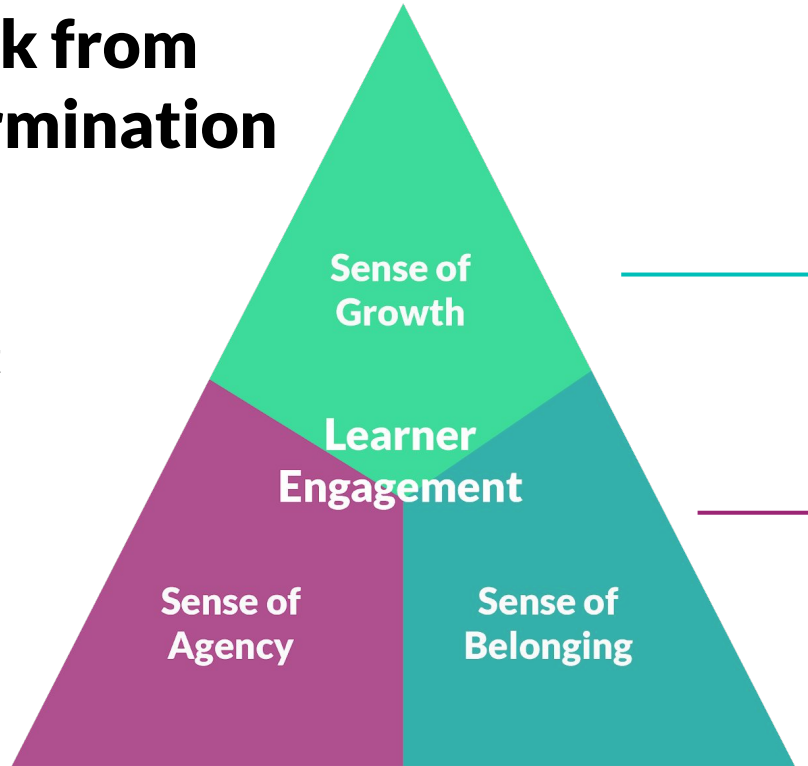 k from
rmination
Sense of
Growth
Learner
Engagement
Sense of
Agency
Sense of
Belonging